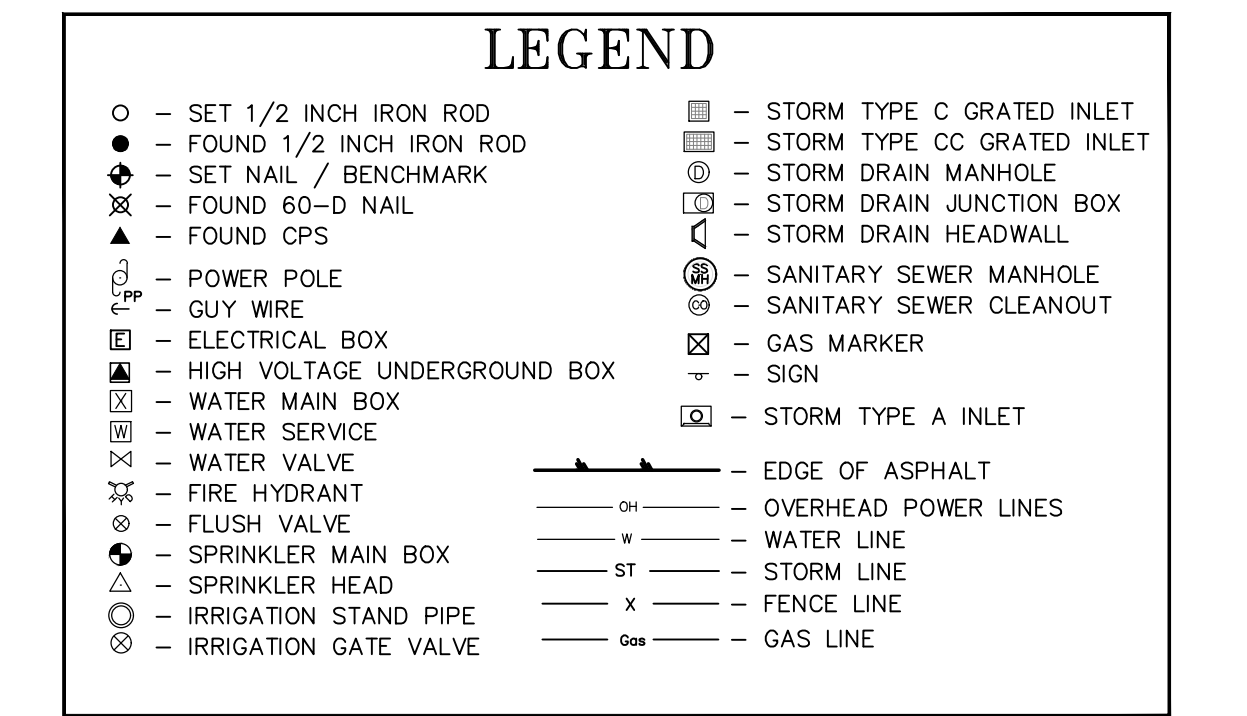 LEGEND
– SET 1/2 INCH IRON ROD
– FOUND 1/2 INCH IRON ROD
– SET NAIL / BENCHMARK
– FOUND 60–D NAIL
– FOUND CPS
PP – POWER POLE
– GUY WIRE
E – ELECTRICAL BOX
– HIGH VOLTAGE UNDERGROUND BOX
X – WATER MAIN BOX
W – WATER SERVICE
– WATER VALVE
– FIRE HYDRANT
– FLUSH VALVE
– SPRINKLER MAIN BOX
– SPRINKLER HEAD
– IRRIGATION STAND PIPE
– IRRIGATION GATE VALVE
– STORM TYPE C GRATED INLET
– STORM TYPE CC GRATED INLET
D – STORM DRAIN MANHOLE
D – STORM DRAIN JUNCTION BOX
– STORM DRAIN HEADWALL
SS
MH – SANITARY SEWER MANHOLE
CO – SANITARY SEWER CLEANOUT
– GAS MARKER
– SIGN
– STORM TYPE A INLET
– EDGE OF ASPHALT
OH – OVERHEAD POWER LINES
W – WATER LINE
ST – STORM LINE
X – FENCE LINE
Gas – GAS LINE